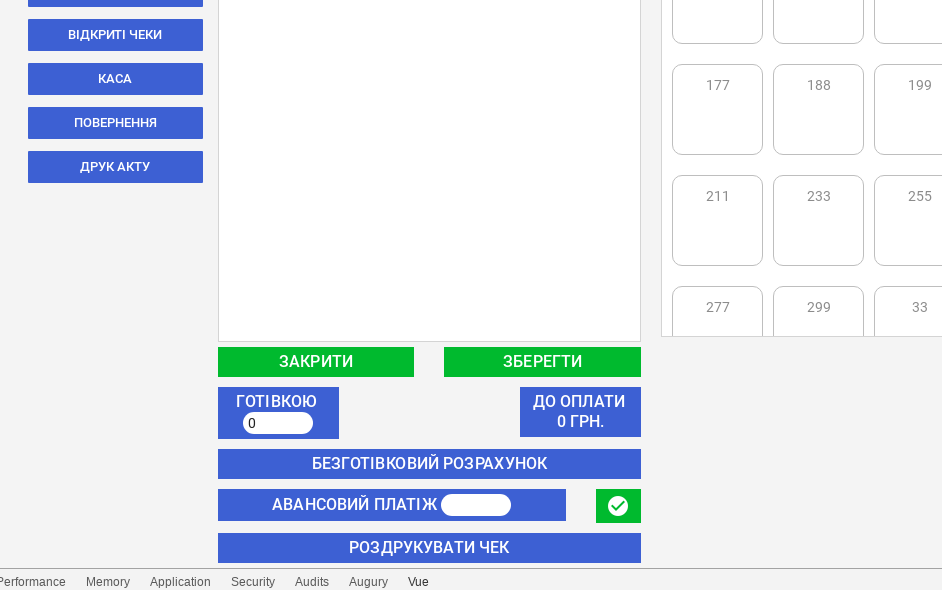 ВІДКРИТІ ЧЕКИ
КАСА
ПОВЕРНЕННЯ
ДРУК АКТУ
177 188 199
211 233 255
277 299 33
ЗАКРИТИ ЗБЕРЕГТИ
ГОТІВКОЮ
0
ДО ОПЛАТИ
0 ГРН.
БЕЗГОТІВКОВИЙ РОЗРАХУНОК
АВАНСОВИЙ ПЛАТІЖ
РОЗДРУКУВАТИ ЧЕК
Performance Memory Application Security Audits Augury Vue